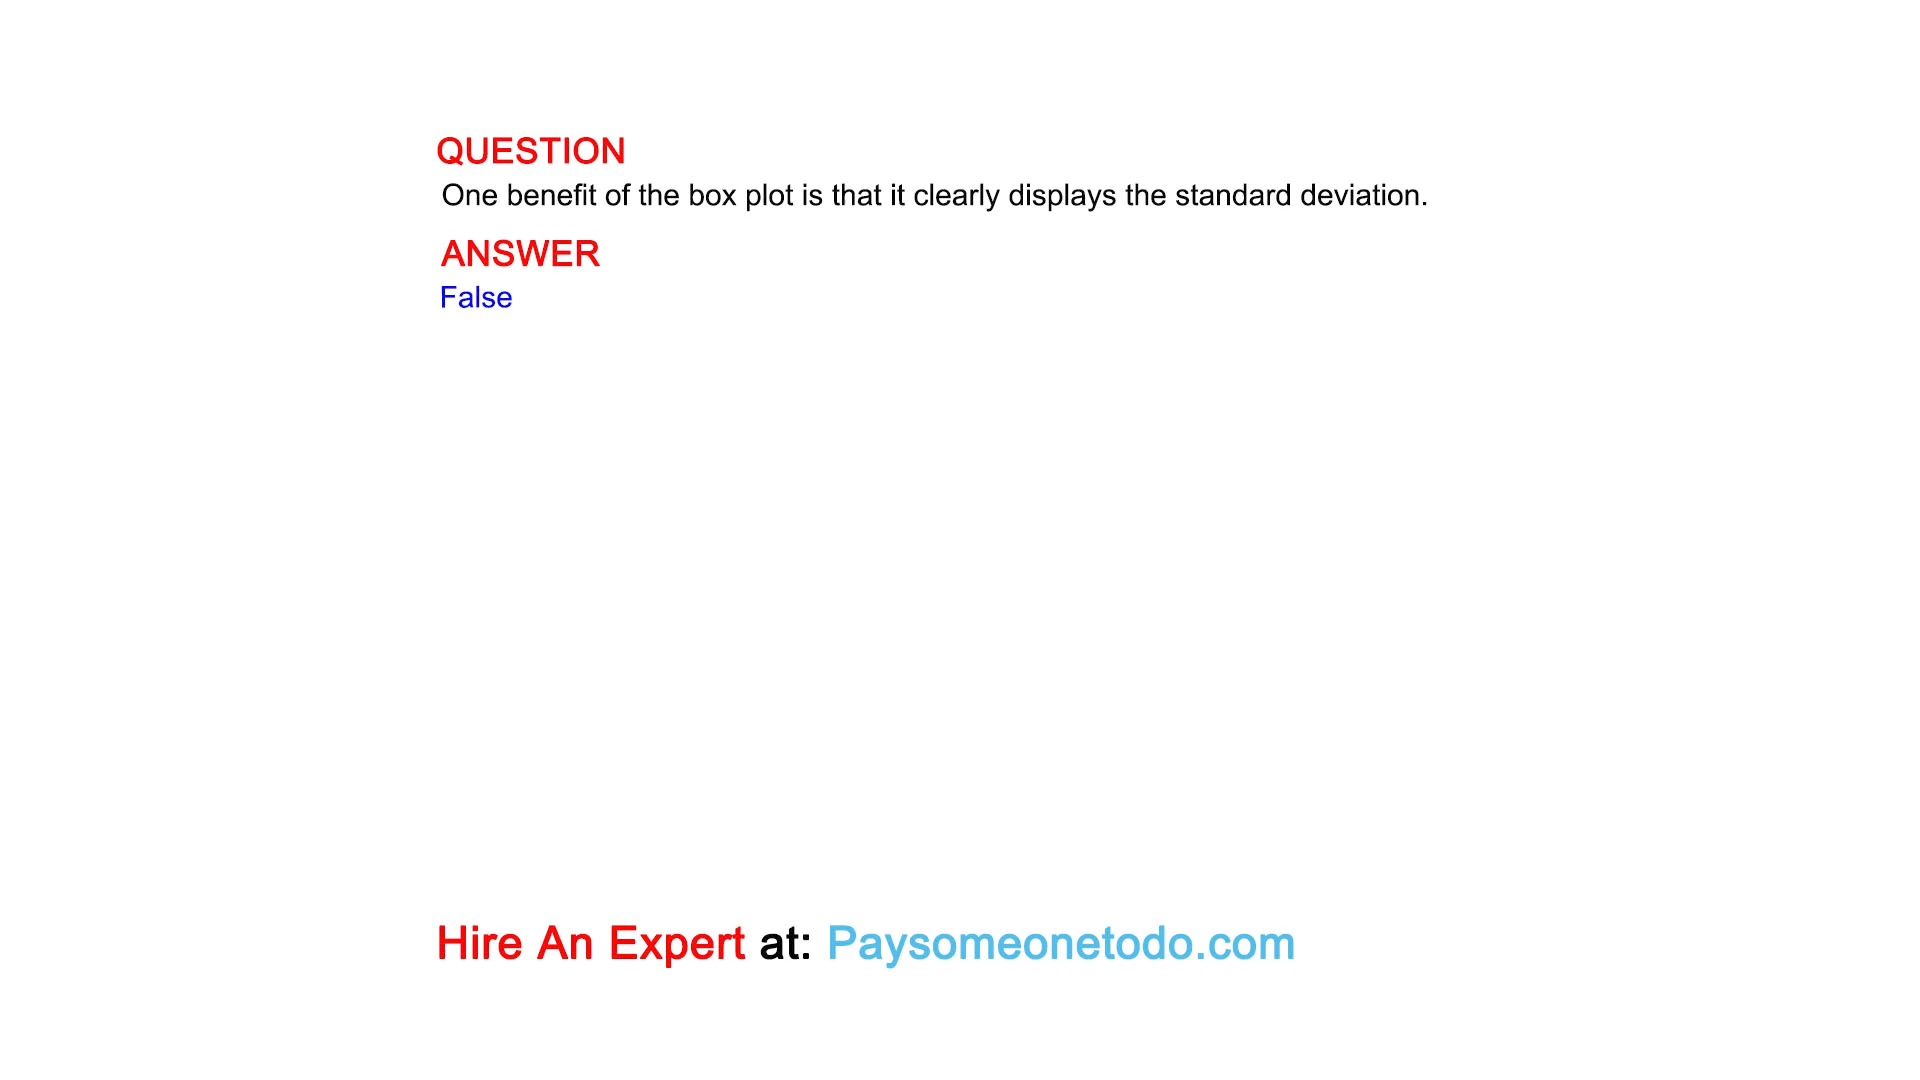 QUESTION
One benefit of the box plot is that it clearly displays the standard deviation.
ANSWER
False
Hire An Expert at: Paysomeonetodo.com